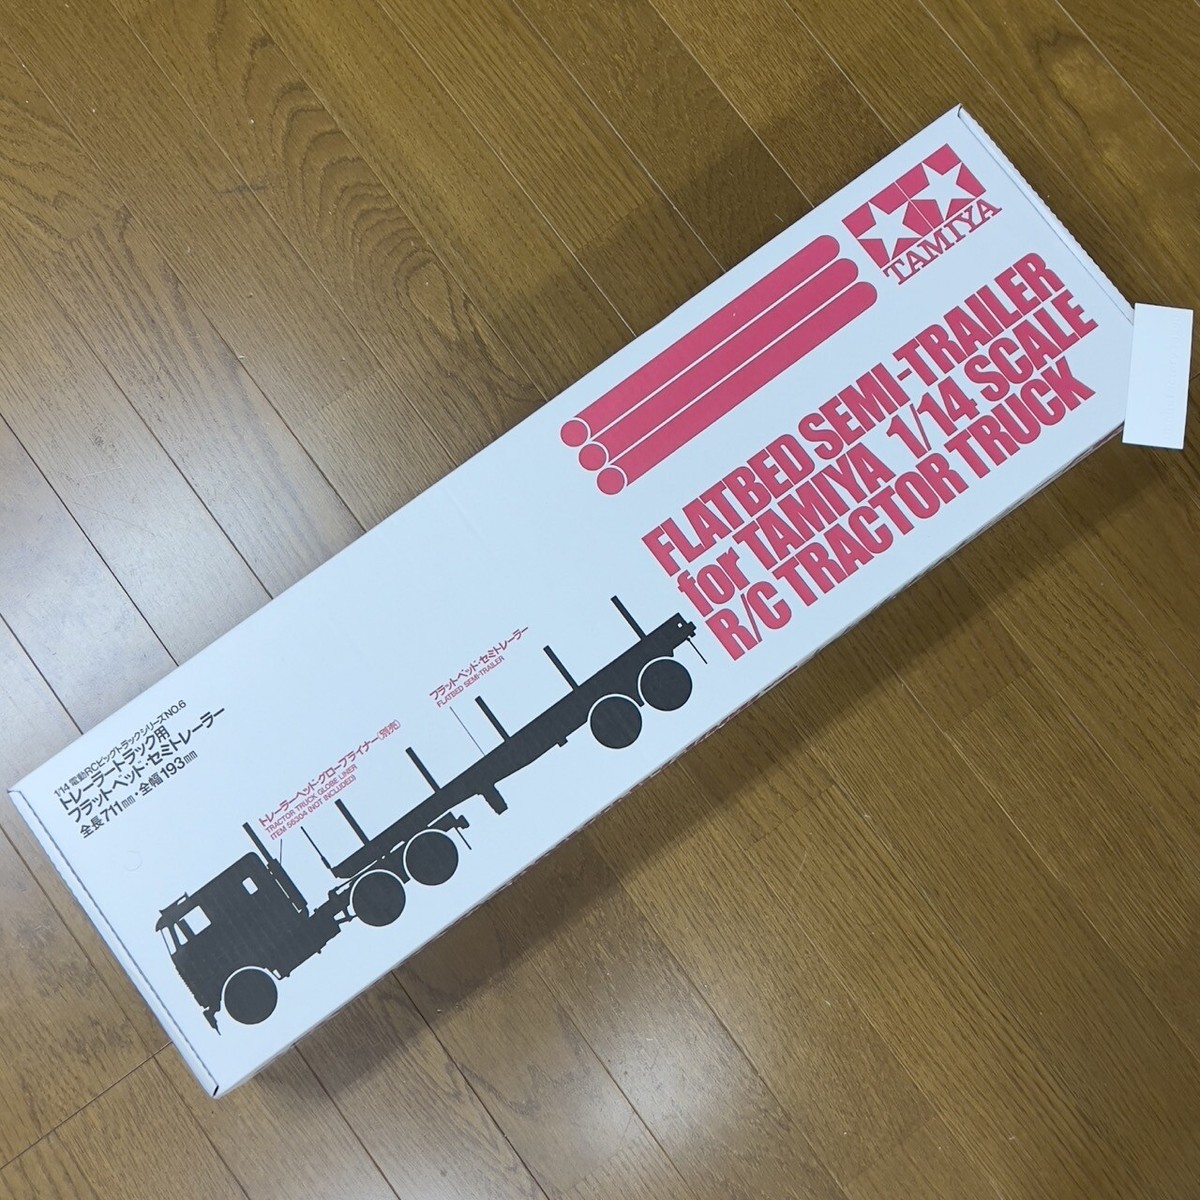 TAMIYA
FLATBED SEMI-TRAILER
for TAMIYA 1/14 SCALE
R/C TRACTOR TRUCK
フラットベッド・セミトレーラー
FLATBED SEMI-TRAILER
トレーラーヘッド・グローブライナー(別売)
TRACTOR TRUCK GLOBE LINER
ITEM 56304 (NOT INCLUDED)
1/14 電動RCビッグトラックシリーズNO.6
トレーラートラック用
フラットベッド・セミトレーラー
全長711mm・全幅193mm